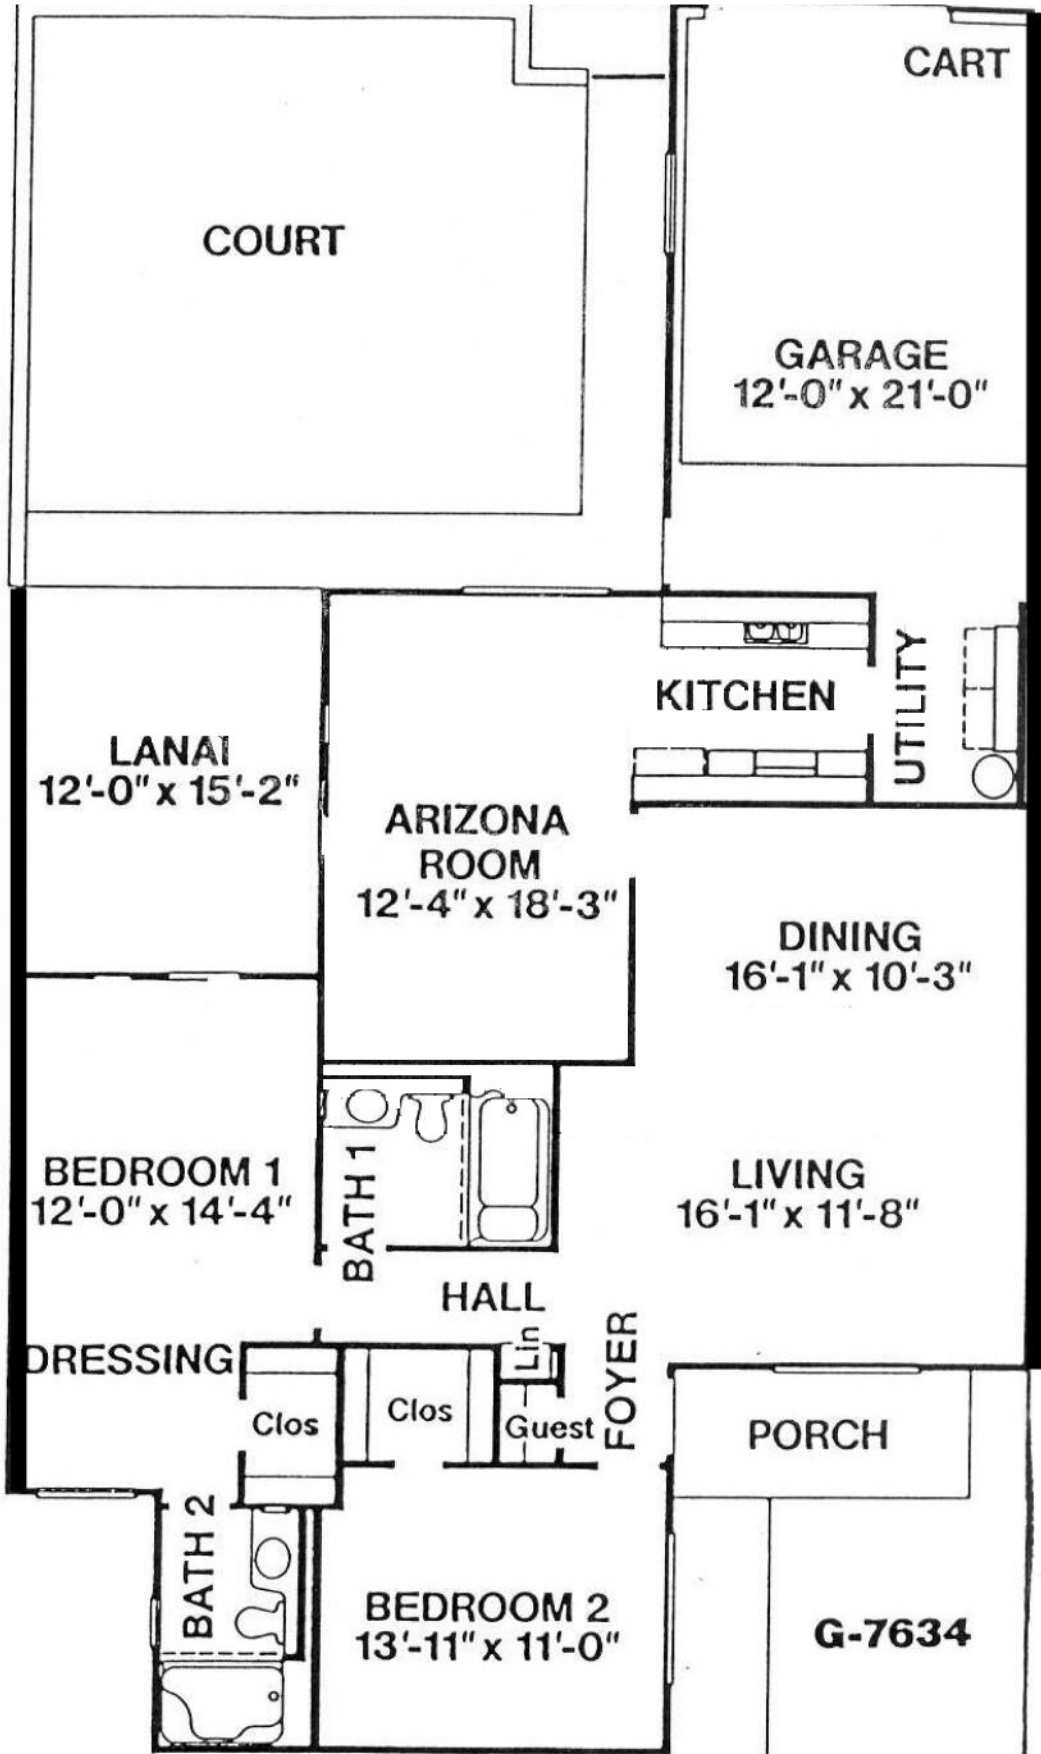 CART
COURT
GARAGE
12'-0" x 21'-0"
KITCHEN
UTILITY
LANAI
12'-0" x 15'-2"
ARIZONA
ROOM
12'-4" x 18'-3"
DINING
16'-1" x 10'-3"
BEDROOM 1
12'-0" x 14'-4"
BATH 1
LIVING
16'-1" x 11'-8"
HALL
DRESSING
Lin
FOYER
Clos
Clos
Guest
PORCH
BATH 2
BEDROOM 2
13'-11" x 11'-0"
G-7634